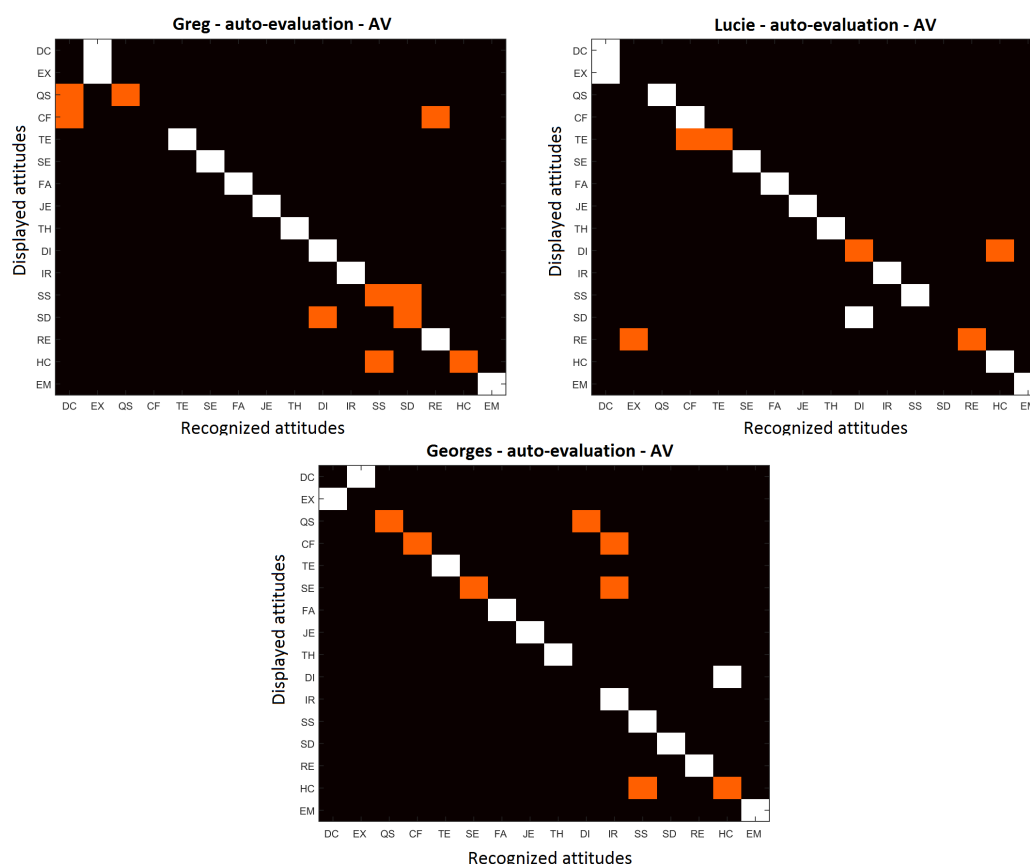 Greg - auto-evaluation - AV
Displayed attitudes
DC
EX
QS
CF
TE
SE
FA
JE
TH
DI
IR
SS
SD
RE
HC
EM
DC EX QS CF TE SE FA JE TH DI IR SS SD RE HC EM
Recognized attitudes
Lucie - auto-evaluation - AV
Displayed attitudes
DC
EX
QS
CF
TE
SE
FA
JE
TH
DI
IR
SS
SD
RE
HC
EM
DC EX QS CF TE SE FA JE TH DI IR SS SD RE HC EM
Recognized attitudes
Georges - auto-evaluation - AV
Displayed attitudes
DC
EX
QS
CF
TE
SE
FA
JE
TH
DI
IR
SS
SD
RE
HC
EM
DC EX QS CF TE SE FA JE TH DI IR SS SD RE HC EM
Recognized attitudes